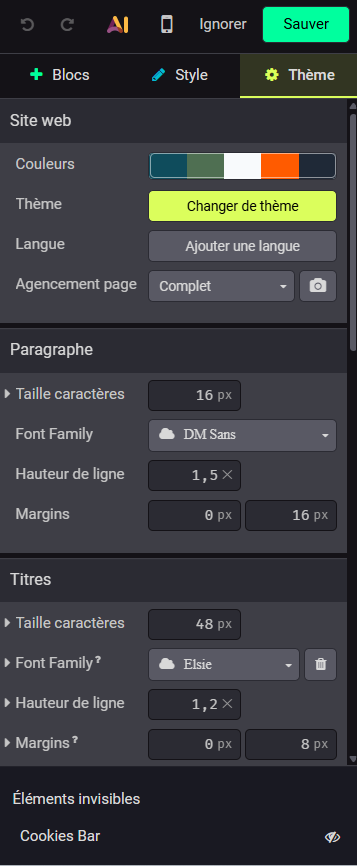 AI Ignorer Sauver
Blocs Style Thème
Site web
Couleurs
Thème Changer de thème
Langue Ajouter une langue
Agencement page Complet
Paragraphe
Taille caractères 16 px
Font Family DM Sans
Hauteur de ligne 1,5 ×
Margins 0 px 16 px
Titres
Taille caractères 48 px
Font Family ? Elsie
Hauteur de ligne 1,2 ×
Margins ? 0 px 8 px
Éléments invisibles
Cookies Bar